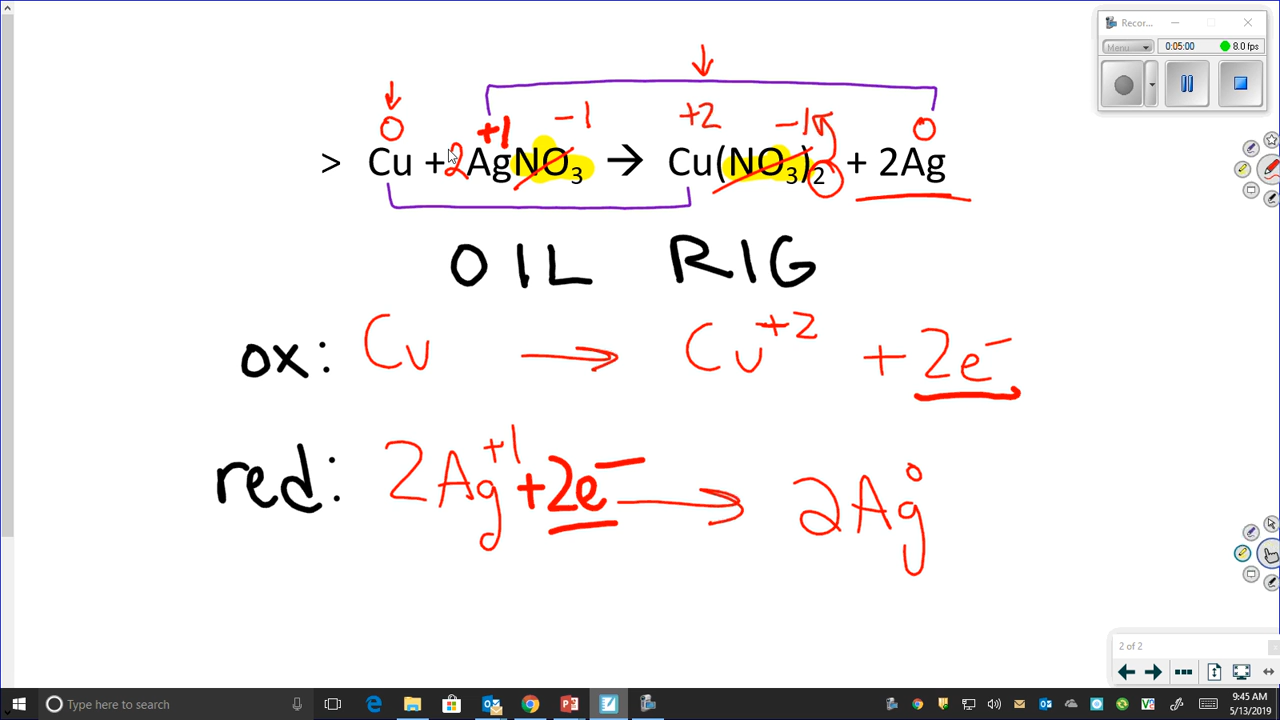 Recor...
Menu
0:05:00 8.0 fps
0 +1 -1 +2 -1 0
> Cu + 2AgNO3 → Cu(NO3)2 + 2Ag
OIL RIG
ox: Cu → Cu+2 + 2e-
red: 2Ag+1 + 2e- → 2Ag0
2 of 2
Type here to search
9:45 AM
5/13/2019